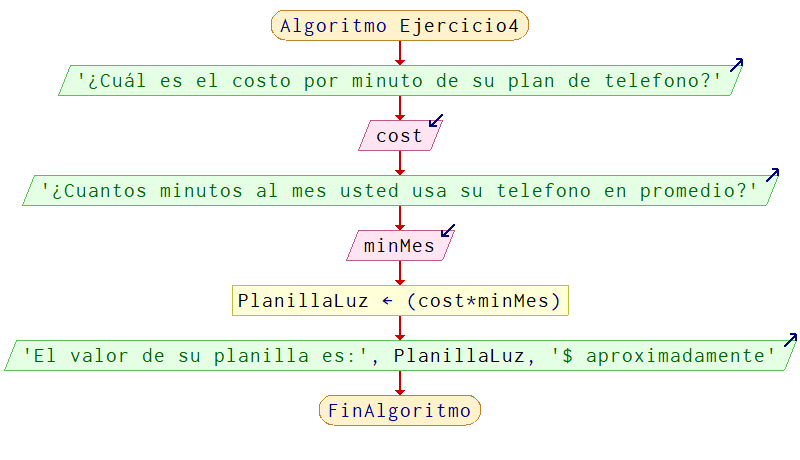 Algoritmo Ejercicio4
'¿Cuál es el costo por minuto de su plan de telefono?'
cost
'¿Cuantos minutos al mes usted usa su telefono en promedio?'
minMes
PlanillaLuz ← (cost*minMes)
'El valor de su planilla es:', PlanillaLuz, '$ aproximadamente'
FinAlgoritmo